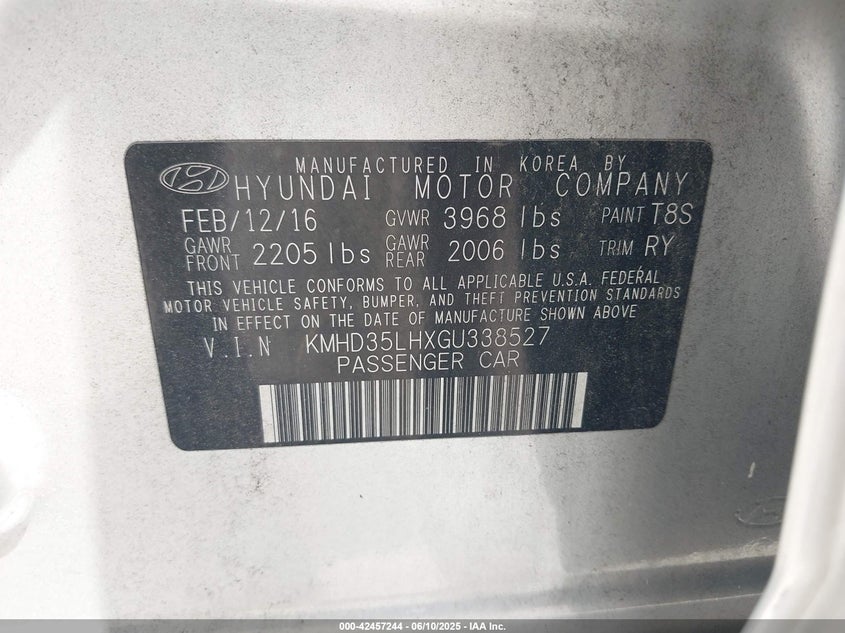 MANUFACTURED IN KOREA BY
HYUNDAI MOTOR COMPANY
FEB/12/16 GVWR 3968 lbs PAINT T8S
GAWR FRONT 2205 lbs GAWR REAR 2006 lbs TRIM RY
THIS VEHICLE CONFORMS TO ALL APPLICABLE U.S.A. FEDERAL
MOTOR VEHICLE SAFETY, BUMPER, AND THEFT PREVENTION STANDARDS
IN EFFECT ON THE DATE OF MANUFACTURE SHOWN ABOVE
V.I.N KMHD35LHXGU338527
PASSENGER CAR
000-42457244 - 06/10/2025 - IAA Inc.